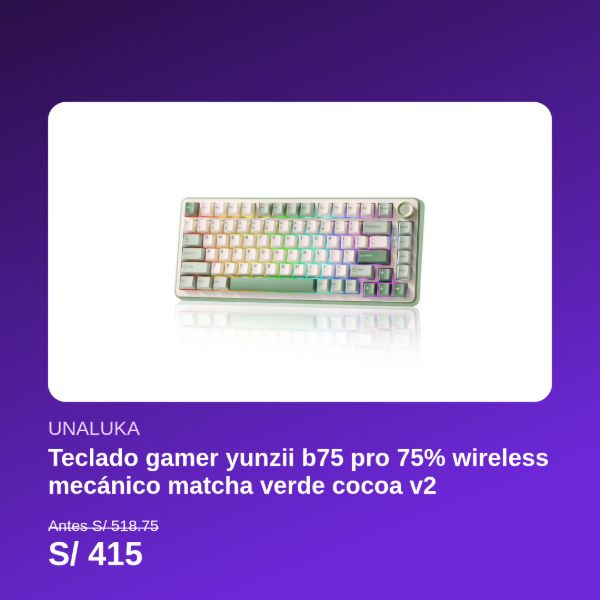 UNALUKA
Teclado gamer yunzii b75 pro 75% wireless
mecánico matcha verde cocoa v2
Antes S/ 518.75
S/ 415